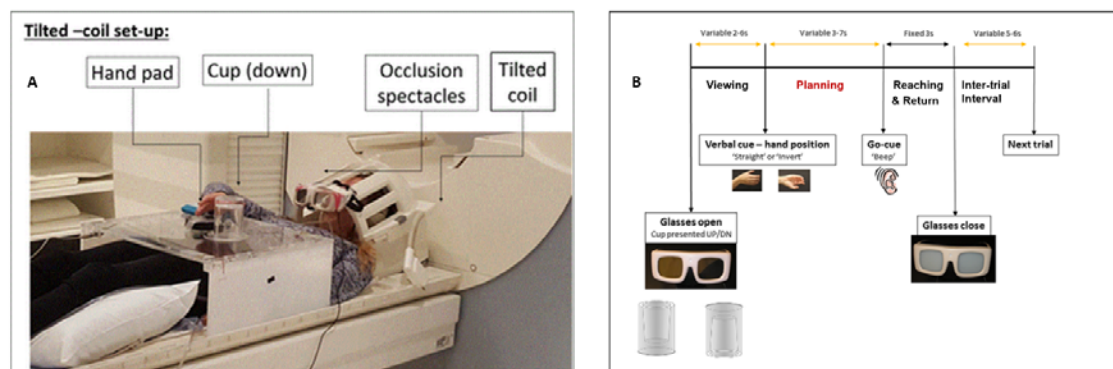 Tilted –coil set-up:
A
Hand pad
Cup (down)
Occlusion
spectacles
Tilted
coil
B
Variable 2-6s
Variable 3-7s
Fixed 3s
Variable 5-6s
Viewing
Planning
Reaching
& Return
Inter-trial
Interval
Verbal cue – hand position
'Straight' or 'Invert'
Go-cue
'Beep'
Next trial
Glasses open
Cup presented UP/DN
Glasses close